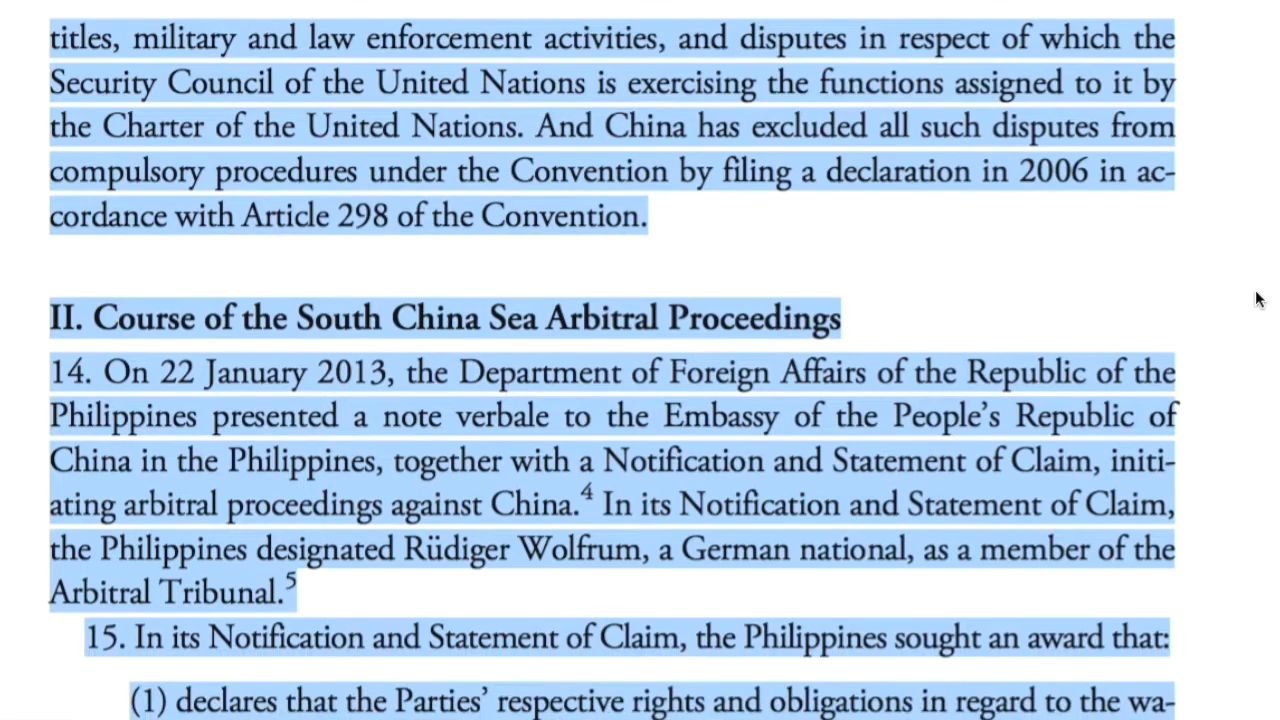 titles, military and law enforcement activities, and disputes in respect of which the
Security Council of the United Nations is exercising the functions assigned to it by
the Charter of the United Nations. And China has excluded all such disputes from
compulsory procedures under the Convention by filing a declaration in 2006 in ac-
cordance with Article 298 of the Convention.
II. Course of the South China Sea Arbitral Proceedings
14. On 22 January 2013, the Department of Foreign Affairs of the Republic of the
Philippines presented a note verbale to the Embassy of the People’s Republic of
China in the Philippines, together with a Notification and Statement of Claim, initi-
ating arbitral proceedings against China.4 In its Notification and Statement of Claim,
the Philippines designated Rüdiger Wolfrum, a German national, as a member of the
Arbitral Tribunal.5
15. In its Notification and Statement of Claim, the Philippines sought an award that:
(1) declares that the Parties’ respective rights and obligations in regard to the wa-